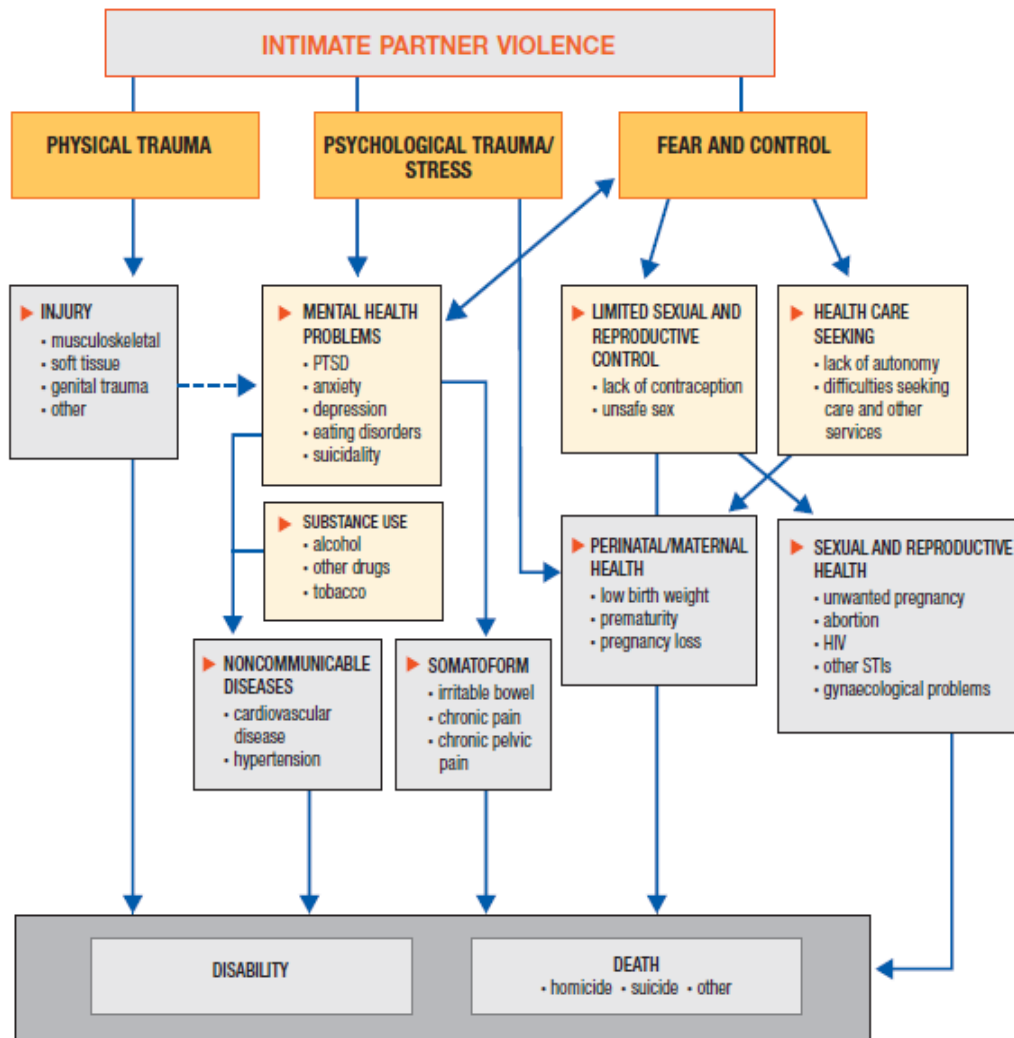 INTIMATE PARTNER VIOLENCE
PHYSICAL TRAUMA
PSYCHOLOGICAL TRAUMA/
STRESS
FEAR AND CONTROL
INJURY
• musculoskeletal
• soft tissue
• genital trauma
• other
MENTAL HEALTH
PROBLEMS
• PTSD
• anxiety
• depression
• eating disorders
• suicidality
LIMITED SEXUAL AND
REPRODUCTIVE
CONTROL
• lack of contraception
• unsafe sex
HEALTH CARE
SEEKING
• lack of autonomy
• difficulties seeking
care and other
services
SUBSTANCE USE
• alcohol
• other drugs
• tobacco
PERINATAL/MATERNAL
HEALTH
• low birth weight
• prematurity
• pregnancy loss
SEXUAL AND REPRODUCTIVE
HEALTH
• unwanted pregnancy
• abortion
• HIV
• other STIs
• gynaecological problems
NONCOMMUNICABLE
DISEASES
• cardiovascular
disease
• hypertension
SOMATOFORM
• irritable bowel
• chronic pain
• chronic pelvic
pain
DISABILITY
DEATH
• homicide • suicide • other